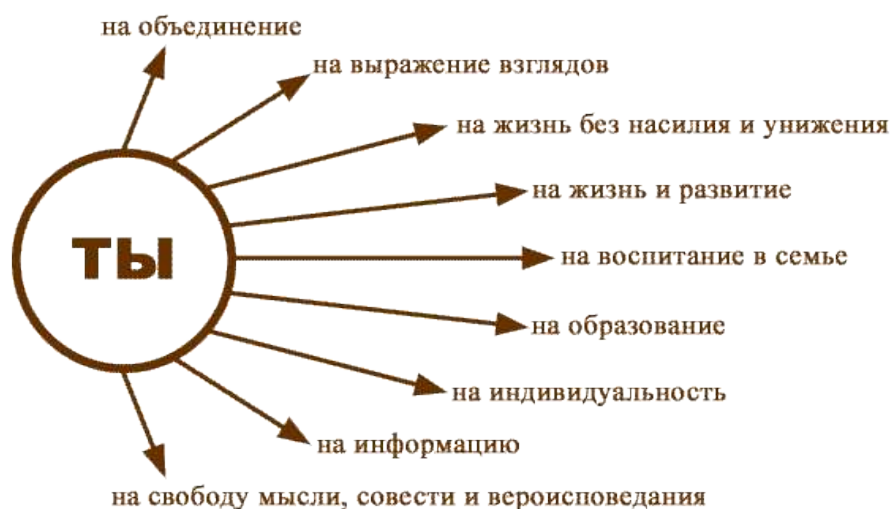 на объединение
на выражение взглядов
на жизнь без насилия и унижения
на жизнь и развитие
ТЫ
на воспитание в семье
на образование
на индивидуальность
на информацию
на свободу мысли, совести и вероисповедания